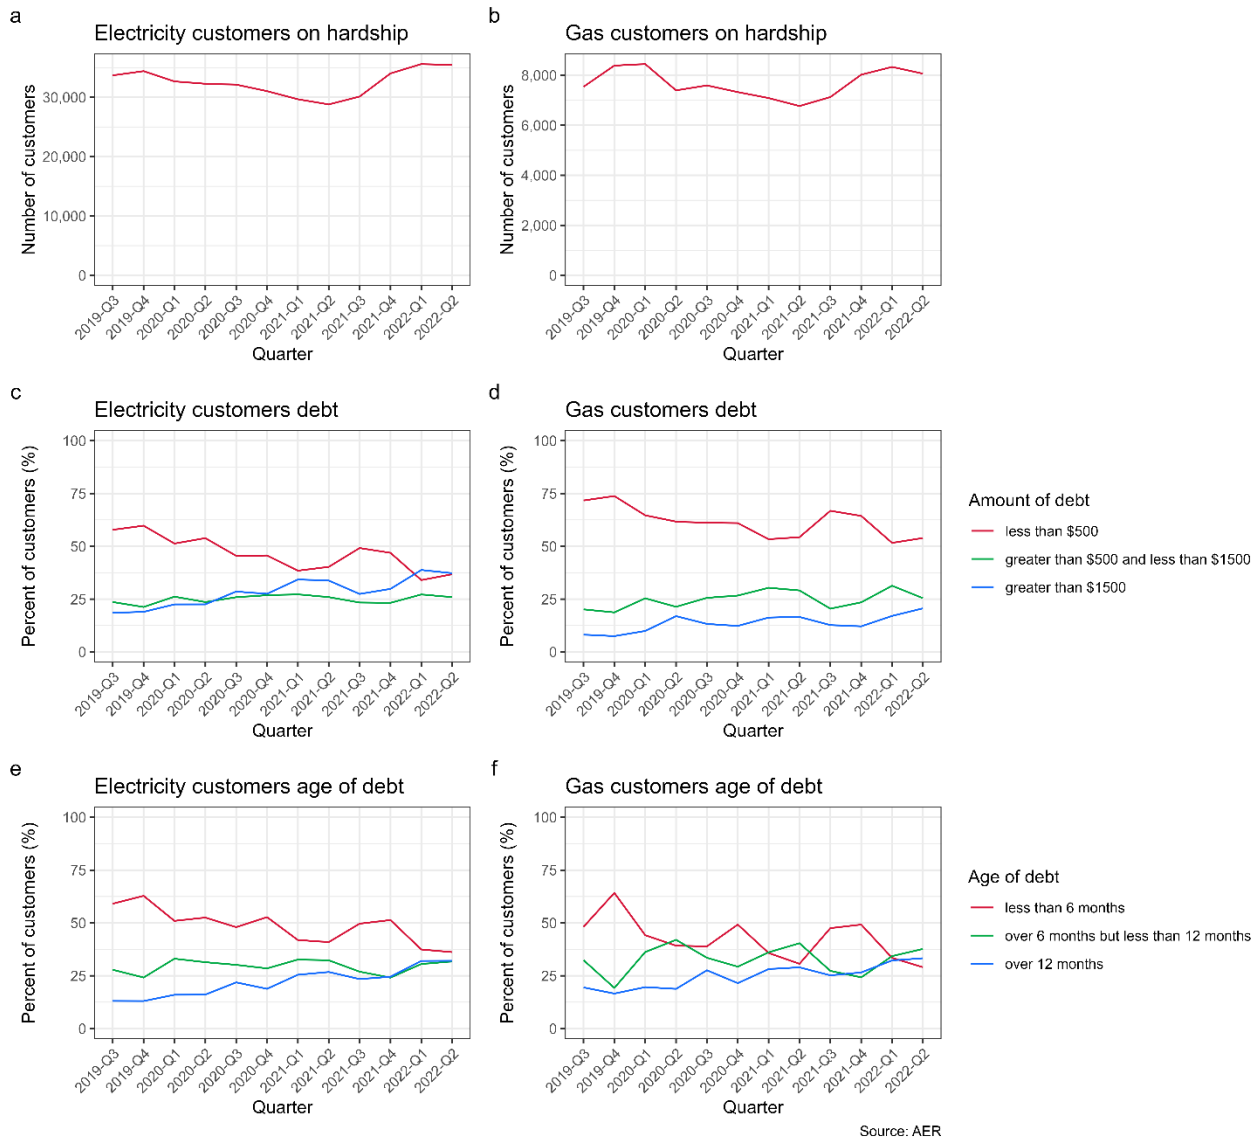 a
Electricity customers on hardship
Number of customers
30,000
20,000
10,000
0
2019-Q3
2019-Q4
2020-Q1
2020-Q2
2020-Q3
2020-Q4
2021-Q1
2021-Q2
2021-Q3
2021-Q4
2022-Q1
2022-Q2
Quarter
b
Gas customers on hardship
Number of customers
8,000
6,000
4,000
2,000
0
2019-Q3
2019-Q4
2020-Q1
2020-Q2
2020-Q3
2020-Q4
2021-Q1
2021-Q2
2021-Q3
2021-Q4
2022-Q1
2022-Q2
Quarter
c
Electricity customers debt
Percent of customers (%)
100
75
50
25
0
2019-Q3
2019-Q4
2020-Q1
2020-Q2
2020-Q3
2020-Q4
2021-Q1
2021-Q2
2021-Q3
2021-Q4
2022-Q1
2022-Q2
Quarter
d
Gas customers debt
Percent of customers (%)
100
75
50
25
0
2019-Q3
2019-Q4
2020-Q1
2020-Q2
2020-Q3
2020-Q4
2021-Q1
2021-Q2
2021-Q3
2021-Q4
2022-Q1
2022-Q2
Quarter
Amount of debt
less than $500
greater than $500 and less than $1500
greater than $1500
e
Electricity customers age of debt
Percent of customers (%)
100
75
50
25
0
2019-Q3
2019-Q4
2020-Q1
2020-Q2
2020-Q3
2020-Q4
2021-Q1
2021-Q2
2021-Q3
2021-Q4
2022-Q1
2022-Q2
Quarter
f
Gas customers age of debt
Percent of customers (%)
100
75
50
25
0
2019-Q3
2019-Q4
2020-Q1
2020-Q2
2020-Q3
2020-Q4
2021-Q1
2021-Q2
2021-Q3
2021-Q4
2022-Q1
2022-Q2
Quarter
Age of debt
less than 6 months
over 6 months but less than 12 months
over 12 months
Source: AER